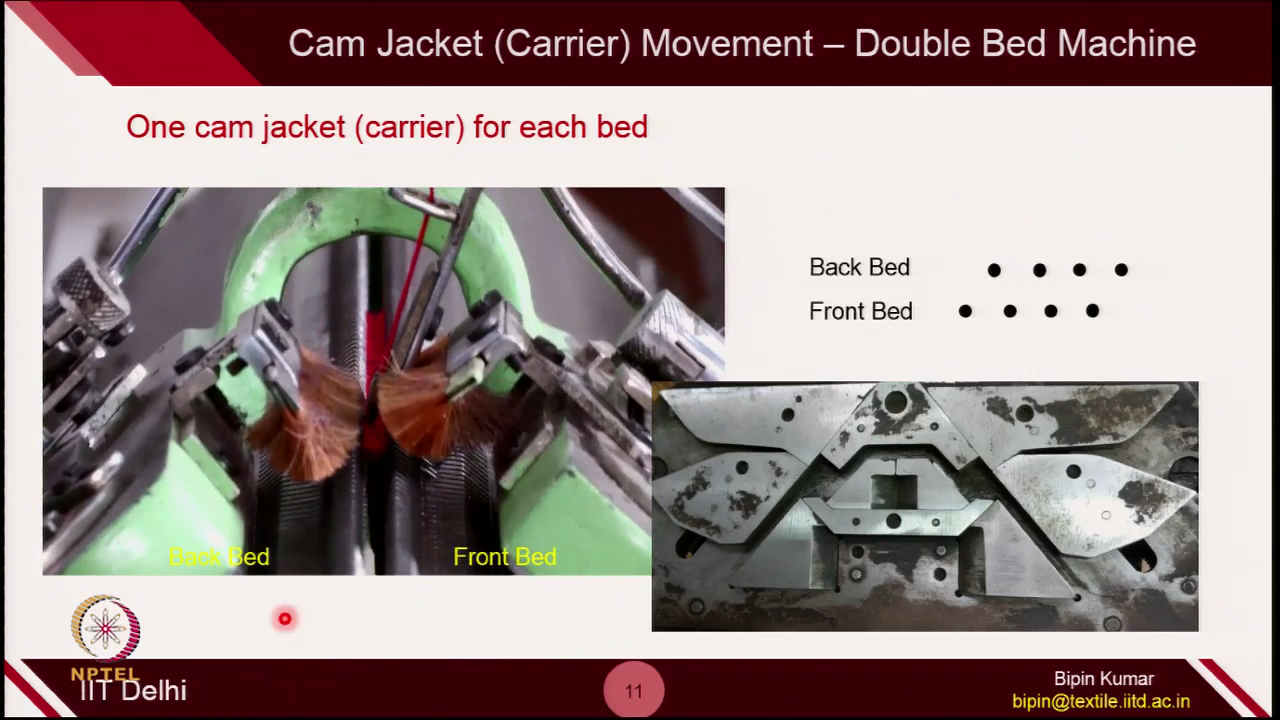 Cam Jacket (Carrier) Movement – Double Bed Machine
One cam jacket (carrier) for each bed
Back Bed
Front Bed
Back Bed
Front Bed
NPTEL
IIT Delhi
11
Bipin Kumar
bipin@textile.iitd.ac.in